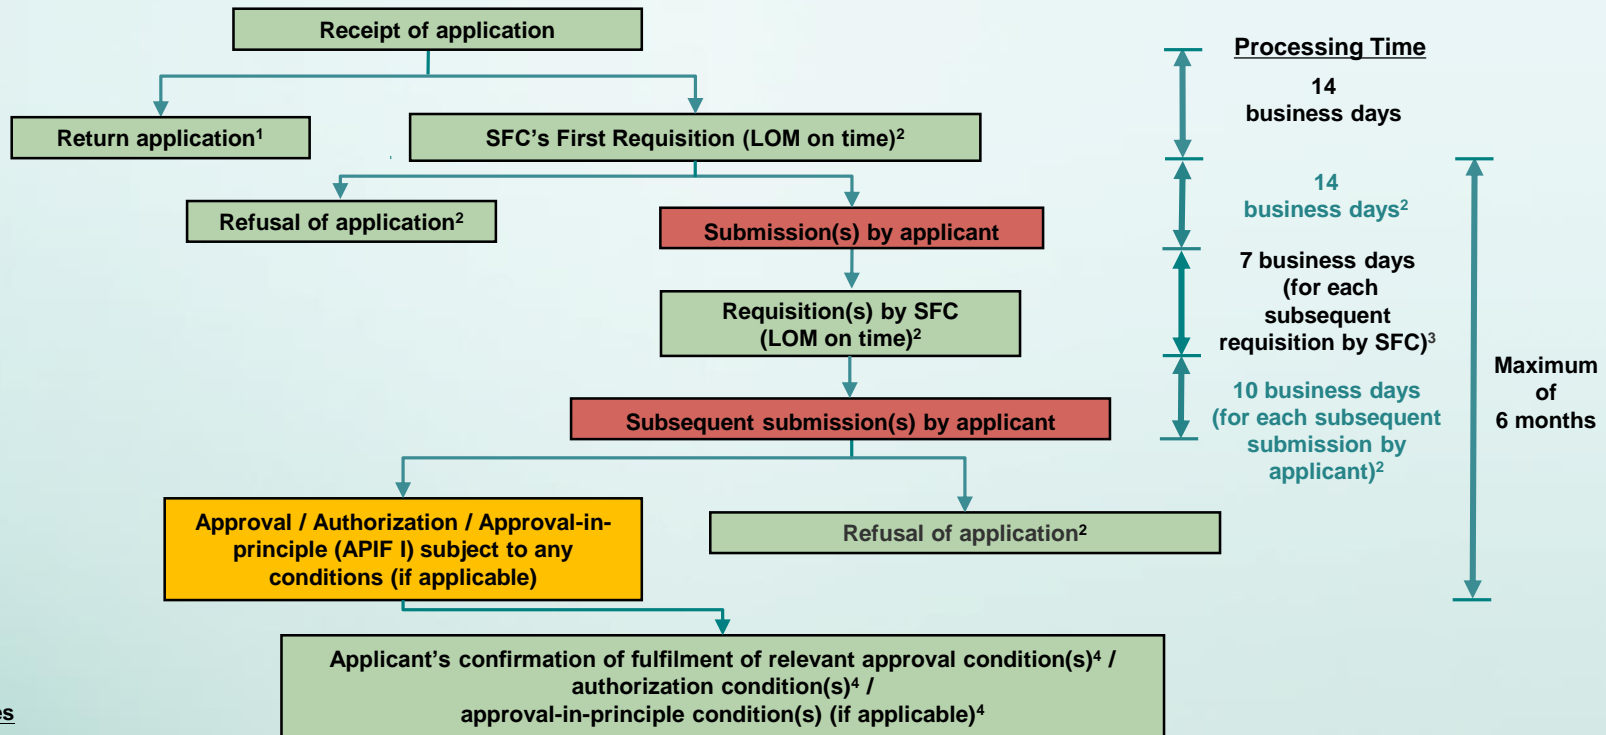 Receipt of application
Return application¹
SFC's First Requisition (LOM on time)²
Refusal of application²
Submission(s) by applicant
Requisition(s) by SFC
(LOM on time)²
Subsequent submission(s) by applicant
Approval / Authorization / Approval-in-
principle (APIF I) subject to any
conditions (if applicable)
Refusal of application²
Applicant's confirmation of fulfilment of relevant approval condition(s)⁴ /
authorization condition(s)⁴ /
approval-in-principle condition(s) (if applicable)⁴
Processing Time
14
business days
14
business days²
7 business days
(for each
subsequent
requisition by SFC)³
10 business days
(for each subsequent
submission by
applicant)²
Maximum
of
6 months